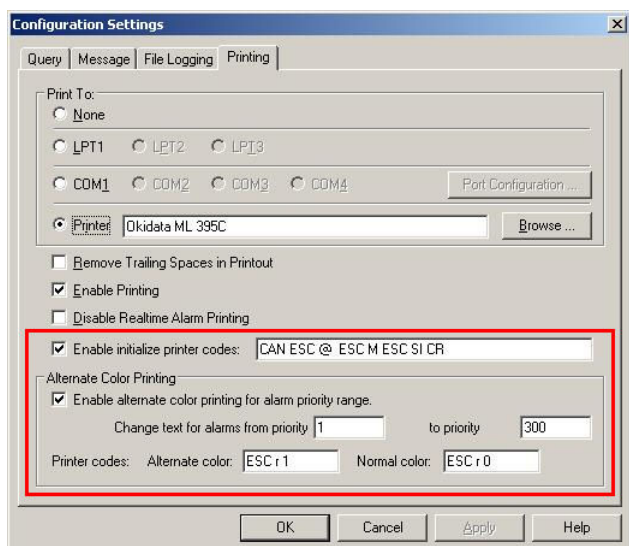 Configuration Settings
Query Message File Logging Printing
Print To:
None
LPT1 LPT2 LPT3
COM1 COM2 COM3 COM4 Port Configuration ...
Printer Okidata ML 395C Browse ...
Remove Trailing Spaces in Printout
Enable Printing
Disable Realtime Alarm Printing
Enable initialize printer codes: CAN ESC @ ESC M ESC SI CR
Alternate Color Printing
Enable alternate color printing for alarm priority range.
Change text for alarms from priority 1 to priority 300
Printer codes: Alternate color: ESC r 1 Normal color: ESC r 0
OK Cancel Apply Help